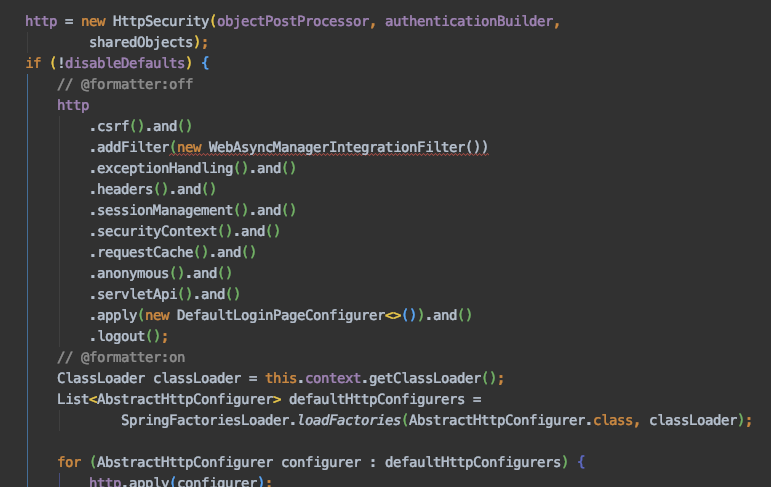 http = new HttpSecurity(objectPostProcessor, authenticationBuilder,
sharedObjects);
if (!disableDefaults) {
// @formatter:off
http
.csrf().and()
.addFilter(new WebAsyncManagerIntegrationFilter())
.exceptionHandling().and()
.headers().and()
.sessionManagement().and()
.securityContext().and()
.requestCache().and()
.anonymous().and()
.servletApi().and()
.apply(new DefaultLoginPageConfigurer<>()).and()
.logout();
// @formatter:on
ClassLoader classLoader = this.context.getClassLoader();
List<AbstractHttpConfigurer> defaultHttpConfigurers =
SpringFactoriesLoader.loadFactories(AbstractHttpConfigurer.class, classLoader);
for (AbstractHttpConfigurer configurer : defaultHttpConfigurers) {
http.apply(configurer);